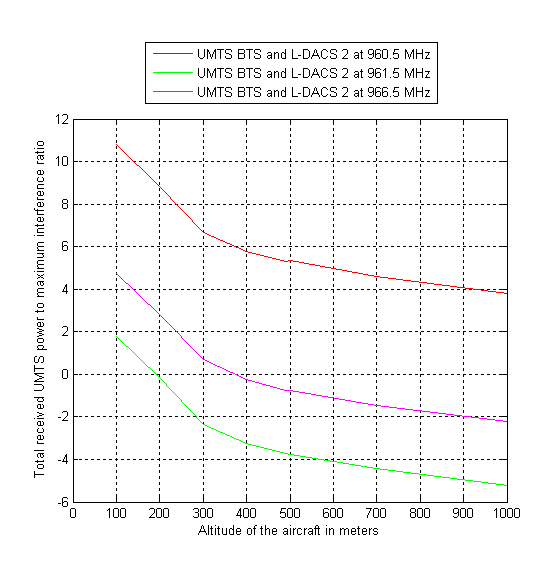 UMTS BTS and L-DACS 2 at 960.5 MHz
UMTS BTS and L-DACS 2 at 961.5 MHz
UMTS BTS and L-DACS 2 at 966.5 MHz
Total received UMTS power to maximum interference ratio
12
10
8
6
4
2
0
-2
-4
-6
0 100 200 300 400 500 600 700 800 900 1000
Altitude of the aircraft in meters